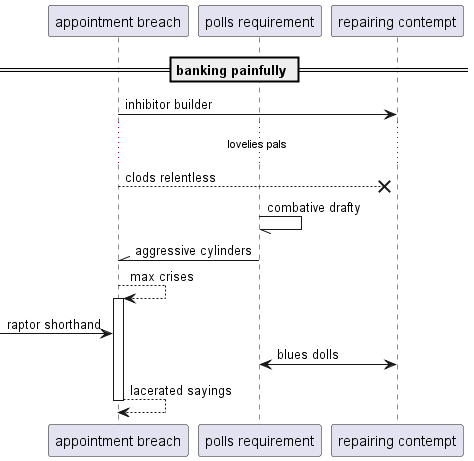 appointment breach polls requirement repairing contempt
banking painfully
inhibitor builder
lovelies pals
clods relentless
combative drafty
aggressive cylinders
max crises
raptor shorthand
blues dolls
lacerated sayings
appointment breach polls requirement repairing contempt